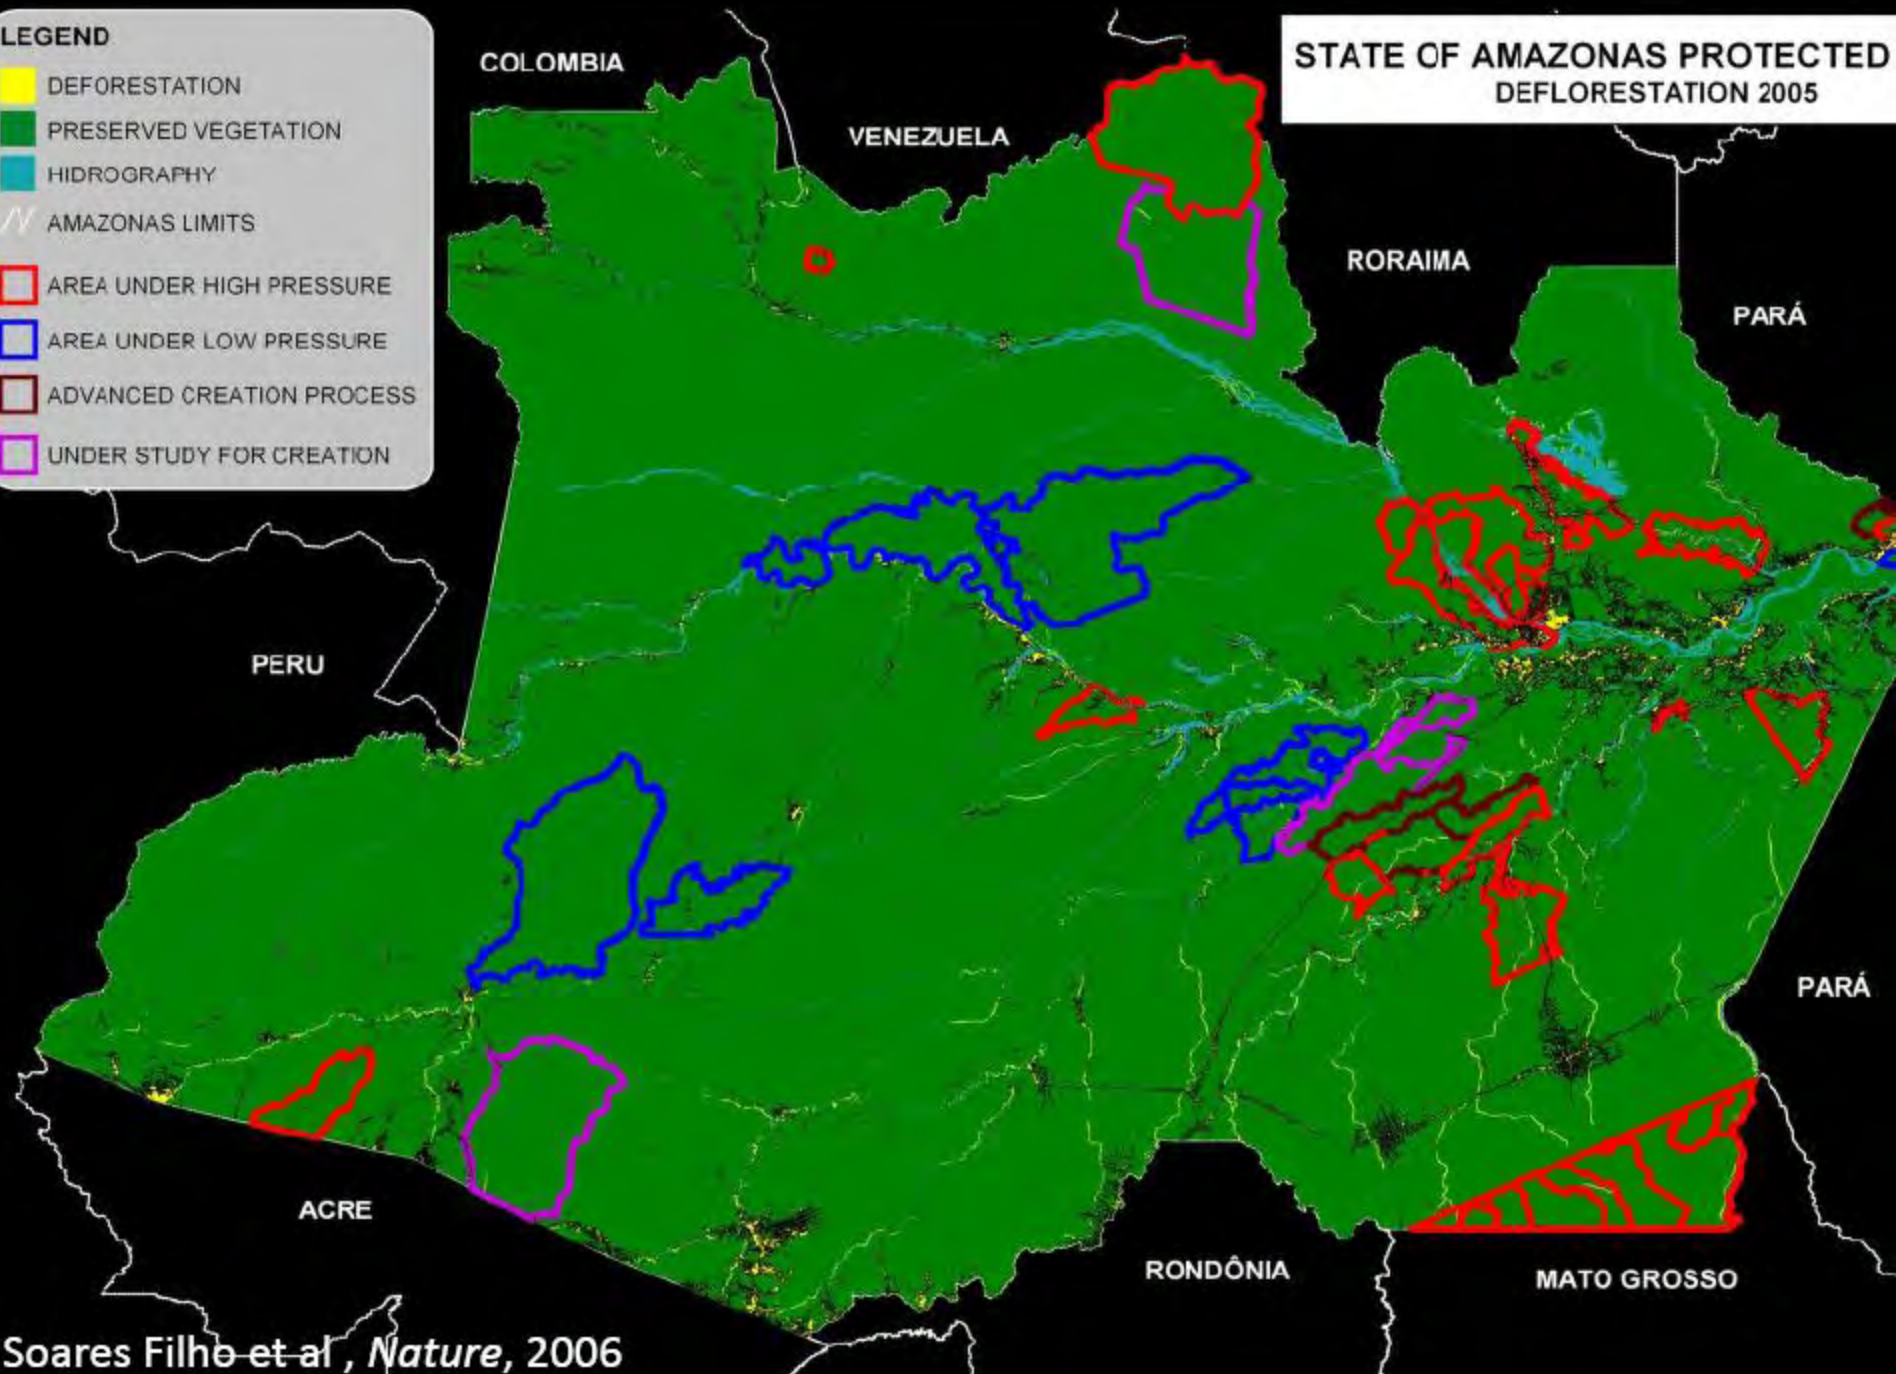 LEGEND
DEFORESTATION
PRESERVED VEGETATION
HIDROGRAPHY
AMAZONAS LIMITS
AREA UNDER HIGH PRESSURE
AREA UNDER LOW PRESSURE
ADVANCED CREATION PROCESS
UNDER STUDY FOR CREATION
STATE OF AMAZONAS PROTECTED
DEFLORESTATION 2005
COLOMBIA
VENEZUELA
RORAIMA
PARÁ
PERU
PARÁ
ACRE
RONDÔNIA
MATO GROSSO
Soares Filho et al , Nature, 2006